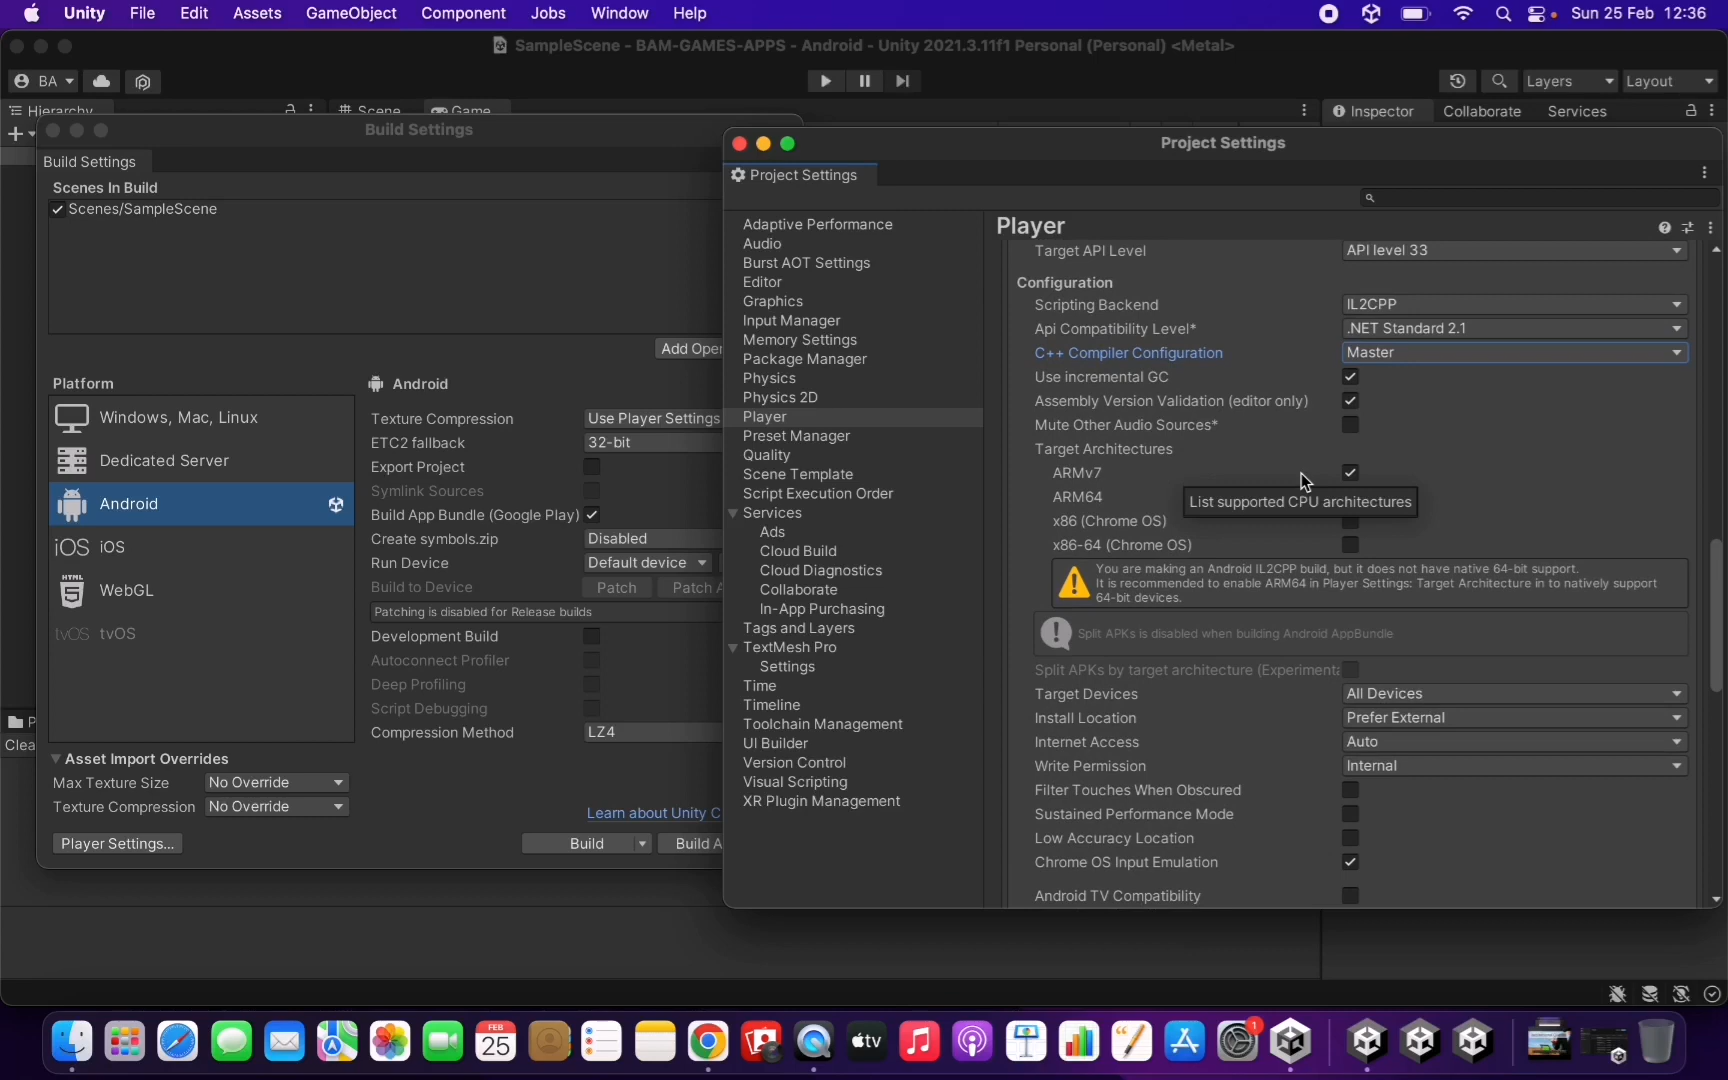 Unity File Edit Assets GameObject Component Jobs Window Help Sun 25 Feb 12:36
SampleScene - BAM-GAMES-APPS - Android - Unity 2021.3.11f1 Personal (Personal) <Metal>
BA Layers Layout
Hierarchy Scene Game Inspector Collaborate Services
Build Settings
Build Settings
Scenes In Build
Scenes/SampleScene
Add Oper
Platform
Windows, Mac, Linux
Dedicated Server
Android
iOS iOS
HTML WebGL
tvOS tvOS
Android
Texture Compression Use Player Settings
ETC2 fallback 32-bit
Export Project
Symlink Sources
Build App Bundle (Google Play)
Create symbols.zip Disabled
Run Device Default device
Build to Device Patch Patch A
Patching is disabled for Release builds
Development Build
Autoconnect Profiler
Deep Profiling
Script Debugging
Compression Method LZ4
P
Clea
Asset Import Overrides
Max Texture Size No Override
Texture Compression No Override
Learn about Unity C
Player Settings... Build Build A
Project Settings
Project Settings
Adaptive Performance
Audio
Burst AOT Settings
Editor
Graphics
Input Manager
Memory Settings
Package Manager
Physics
Physics 2D
Player
Preset Manager
Quality
Scene Template
Script Execution Order
Services
Ads
Cloud Build
Cloud Diagnostics
Collaborate
In-App Purchasing
Tags and Layers
TextMesh Pro
Settings
Time
Timeline
Toolchain Management
UI Builder
Version Control
Visual Scripting
XR Plugin Management
Player
Target API Level API level 33
Configuration
Scripting Backend IL2CPP
Api Compatibility Level* .NET Standard 2.1
C++ Compiler Configuration Master
Use incremental GC
Assembly Version Validation (editor only)
Mute Other Audio Sources*
Target Architectures
ARMv7
ARM64
List supported CPU architectures
x86 (Chrome OS)
x86-64 (Chrome OS)
You are making an Android IL2CPP build, but it does not have native 64-bit support.
It is recommended to enable ARM64 in Player Settings: Target Architecture in to natively support
64-bit devices.
Split APKs is disabled when building Android AppBundle
Split APKs by target architecture (Experimenta
Target Devices All Devices
Install Location Prefer External
Internet Access Auto
Write Permission Internal
Filter Touches When Obscured
Sustained Performance Mode
Low Accuracy Location
Chrome OS Input Emulation
Android TV Compatibility
FEB
25
tv
1